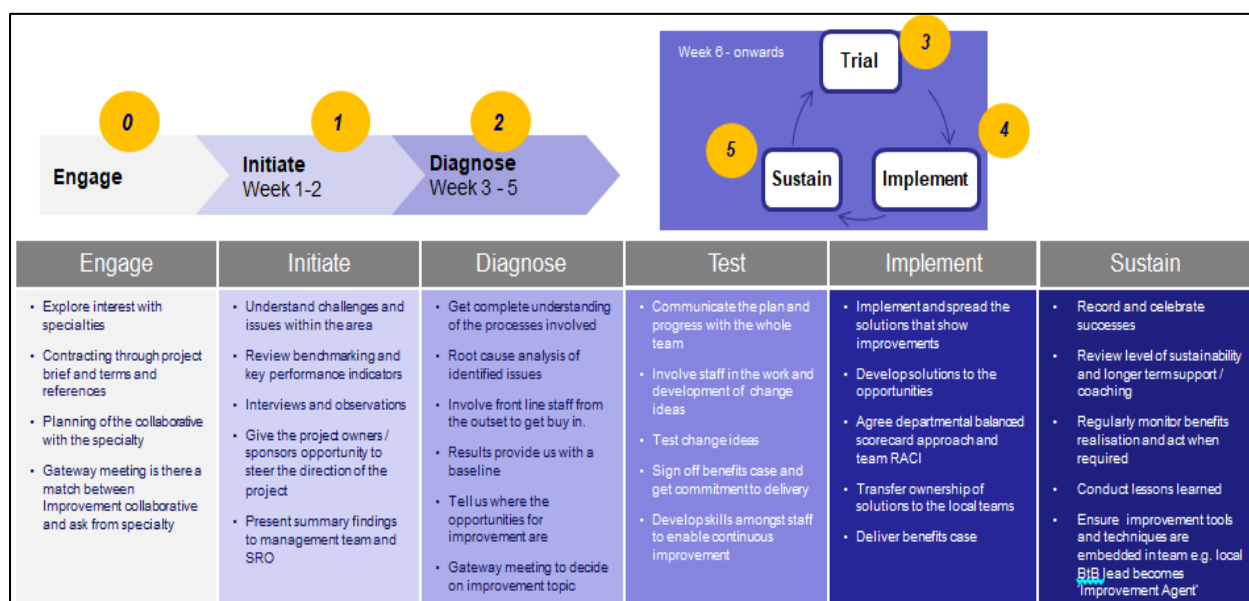 Week 6 - onwards
Trial
3
0
1
2
4
5
Engage
Initiate
Week 1-2
Diagnose
Week 3 - 5
Sustain
Implement
Engage
Initiate
Diagnose
Test
Implement
Sustain
• Explore interest with
specialties
• Contracting through project
brief and terms and
references
• Planning of the collaborative
with the specialty
• Gateway meeting is there a
match between
Improvement collaborative
and ask from specialty
• Understand challenges and
issues within the area
• Review benchmarking and
key performance indicators
• Interviews and observations
• Give the project owners /
sponsors opportunity to
steer the direction of the
project
• Present summary findings
to management team and
SRO
• Get complete understanding
of the processes involved
• Root cause analysis of
identified issues
• Involve front line staff from
the outset to get buy in.
• Results provide us with a
baseline
• Tell us where the
opportunities for
improvement are
• Gateway meeting to decide
on improvement topic
• Communicate the plan and
progress with the whole
team
• Involve staff in the work and
development of change
ideas
• Test change ideas
• Sign off benefits case and
get commitment to delivery
• Develop skills amongst staff
to enable continuous
improvement
• Implement and spread the
solutions that show
improvements
• Develop solutions to the
opportunities
• Agree departmental balanced
scorecard approach and
team RACI
• Transfer ownership of
solutions to the local teams
• Deliver benefits case
• Record and celebrate
successes
• Review level of sustainability
and longer term support /
coaching
• Regularly monitor benefits
realisation and act when
required
• Conduct lessons learned
• Ensure improvement tools
and techniques are
embedded in team e.g. local
BtB lead becomes
'Improvement Agent'